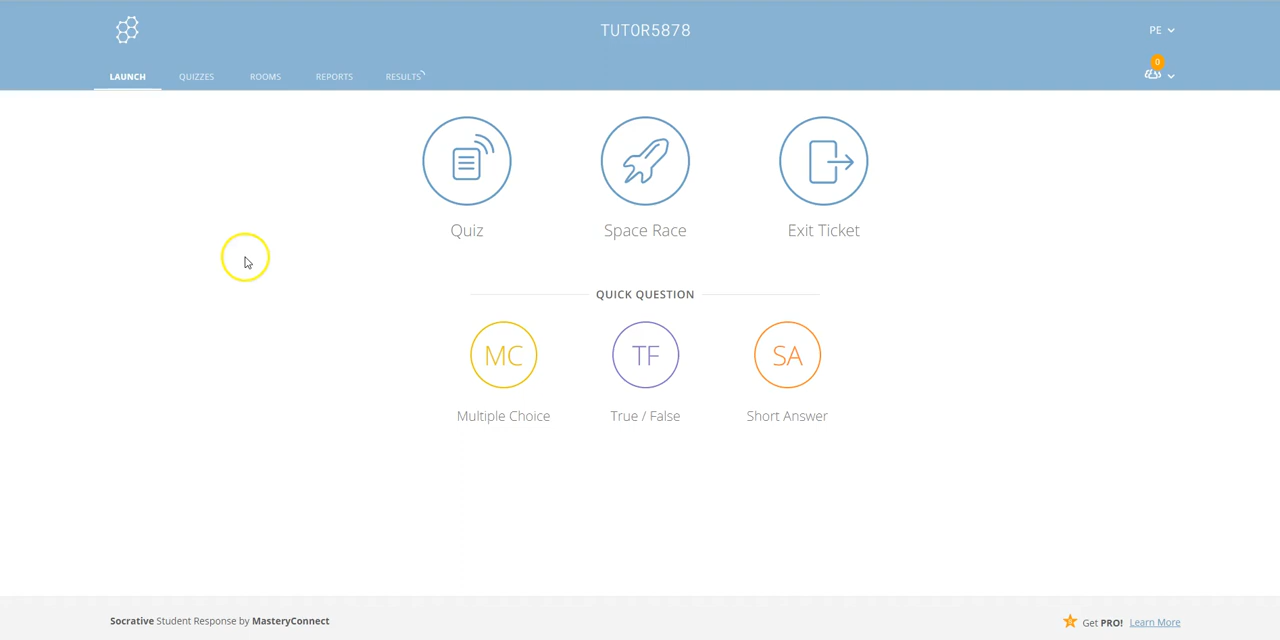 TUTOR5878
PE
LAUNCH QUIZZES ROOMS REPORTS RESULTS
0
Quiz Space Race Exit Ticket
QUICK QUESTION
MC TF SA
Multiple Choice True / False Short Answer
Socrative Student Response by MasteryConnect
Get PRO! Learn More